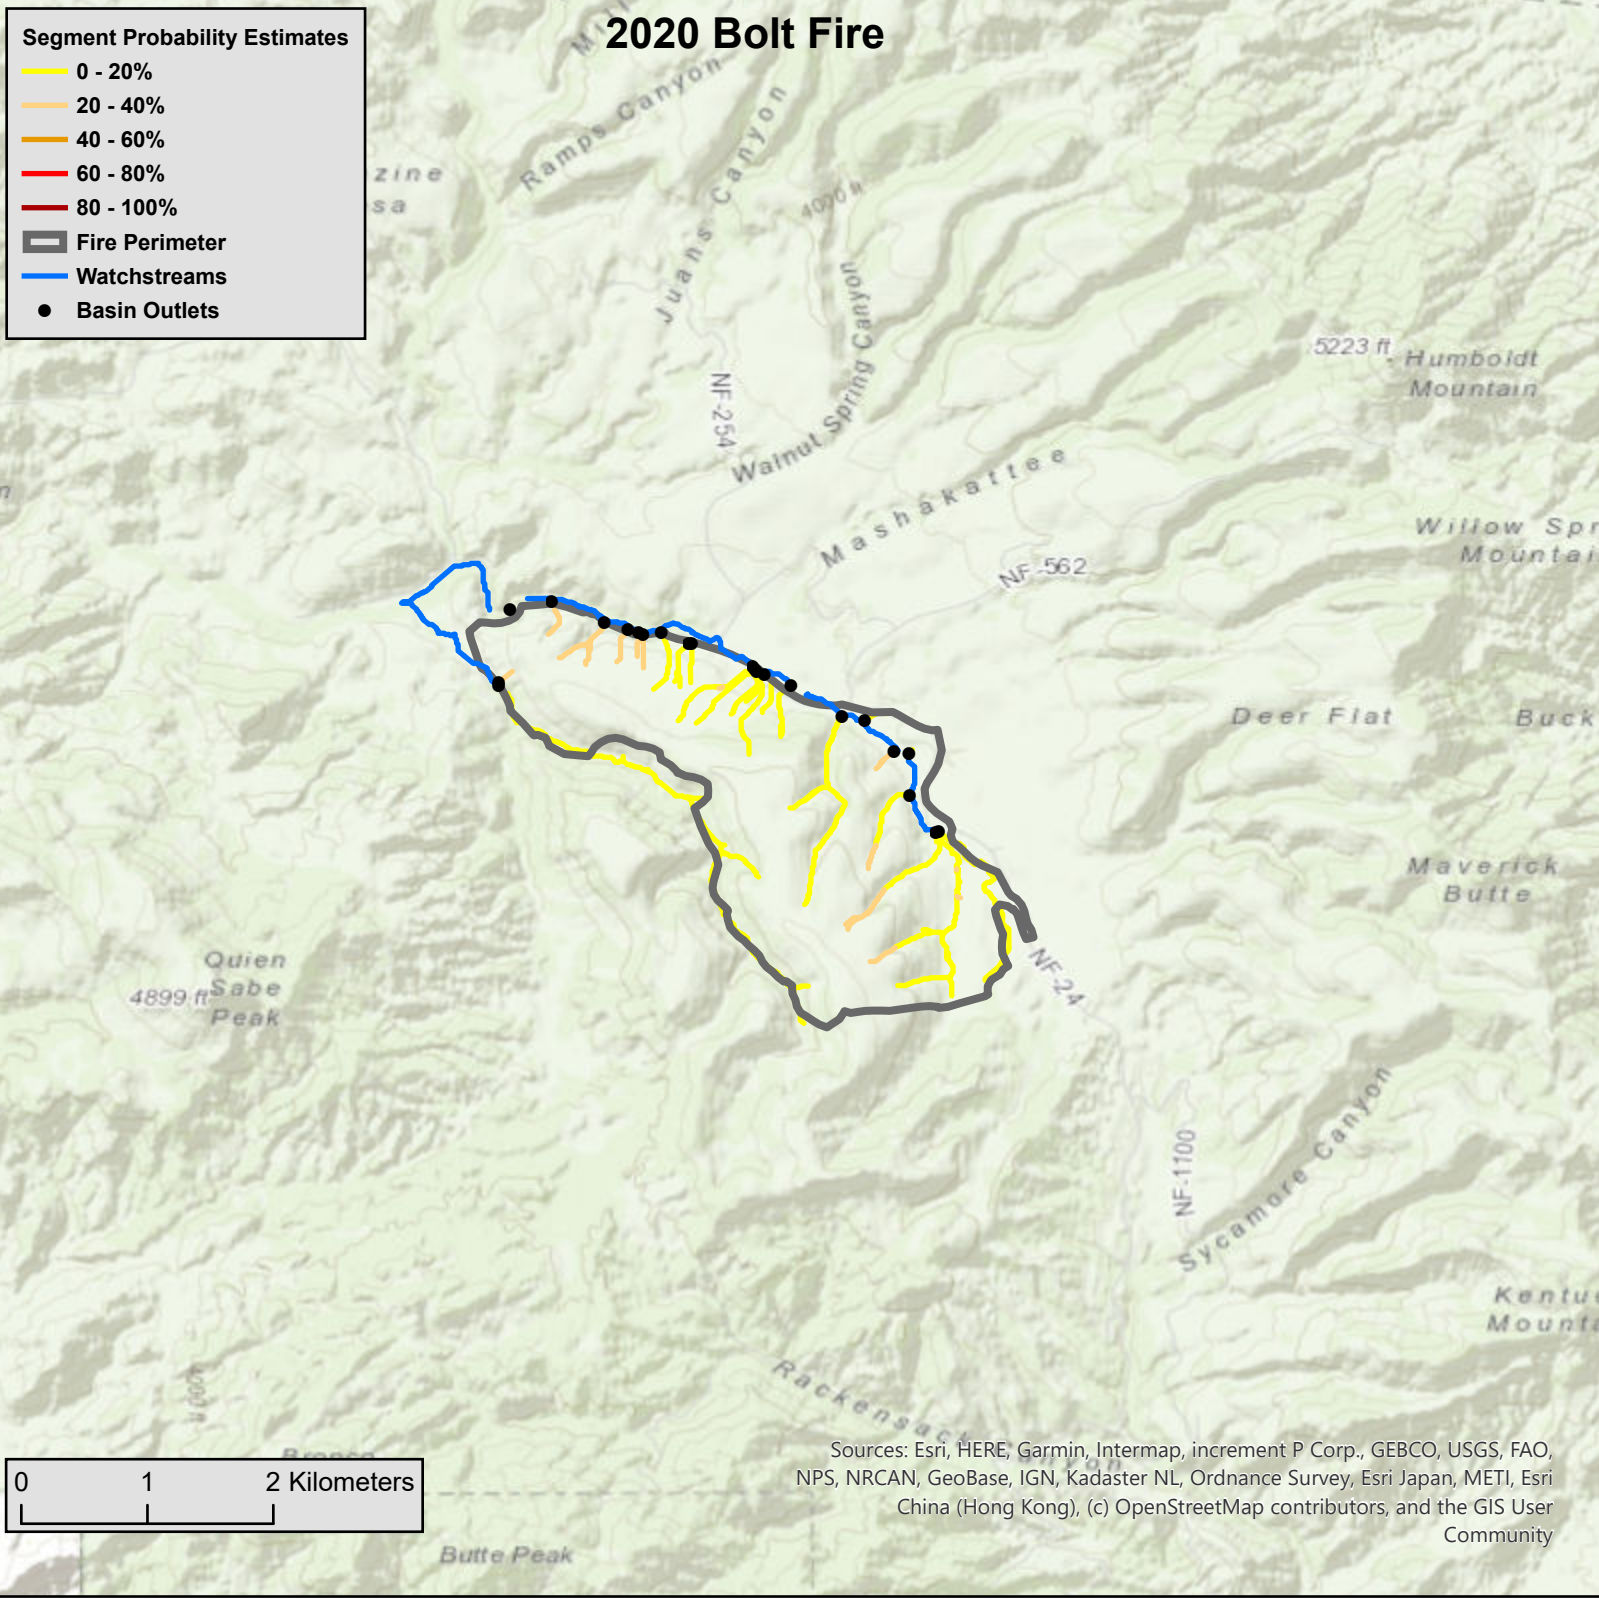 2020 Bolt Fire
Segment Probability Estimates
0 - 20%
20 - 40%
40 - 60%
60 - 80%
80 - 100%
Fire Perimeter
Watchstreams
Basin Outlets
Ramps Canyon
Juans Canyon
4000 ft
zine
sa
Walnut Spring Canyon
NF-254
5223 ft
Humboldt
Mountain
Mashakattee
NF-562
Willow Spr
Mountai
Deer Flat
Buck
Maverick
Butte
Quien
Sabe
Peak
4899 ft
NF-24
Sycamore Canyon
NF-1100
Kentu
Mount
4000 ft
Rackensack
Canyon
Bronco
0 1 2 Kilometers
Sources: Esri, HERE, Garmin, Intermap, increment P Corp., GEBCO, USGS, FAO,
NPS, NRCAN, GeoBase, IGN, Kadaster NL, Ordnance Survey, Esri Japan, METI, Esri
China (Hong Kong), (c) OpenStreetMap contributors, and the GIS User
Community
Butte Peak